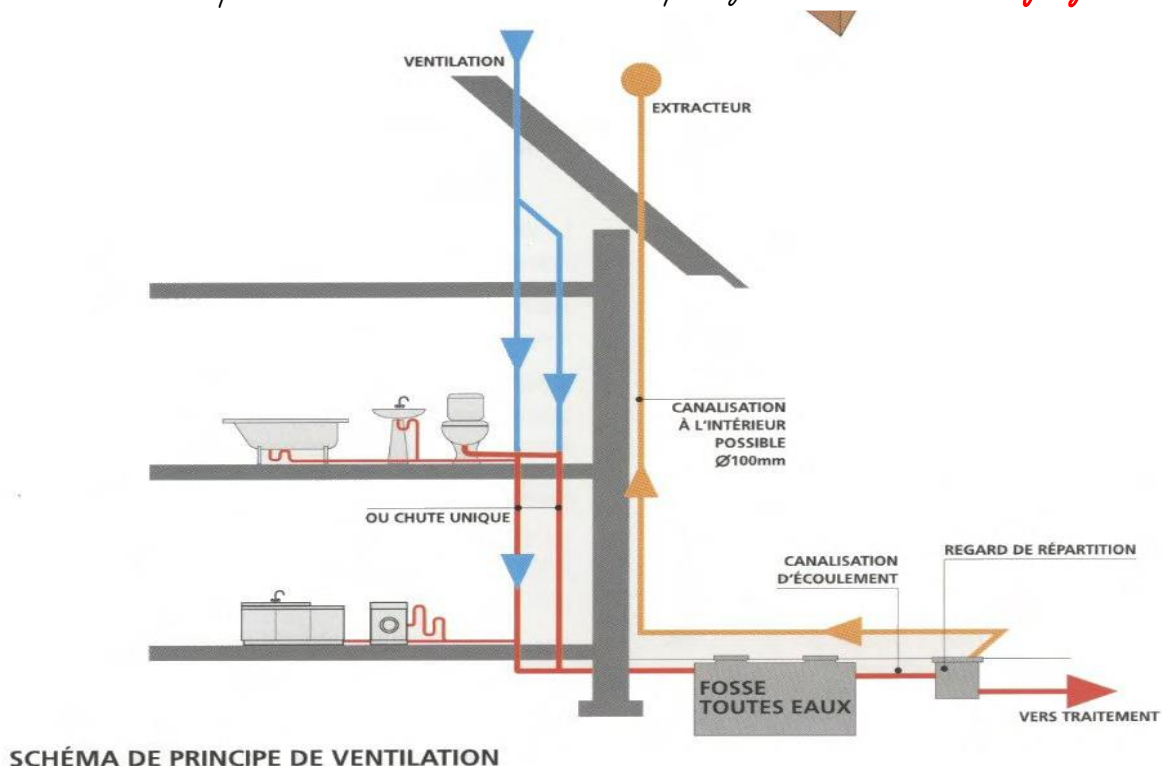 VENTILATION
EXTRACTEUR
CANALISATION
À L'INTÉRIEUR
POSSIBLE
Ø100mm
OU CHUTE UNIQUE
CANALISATION
D'ÉCOULEMENT
REGARD DE RÉPARTITION
FOSSE
TOUTES EAUX
VERS TRAITEMENT
SCHÉMA DE PRINCIPE DE VENTILATION